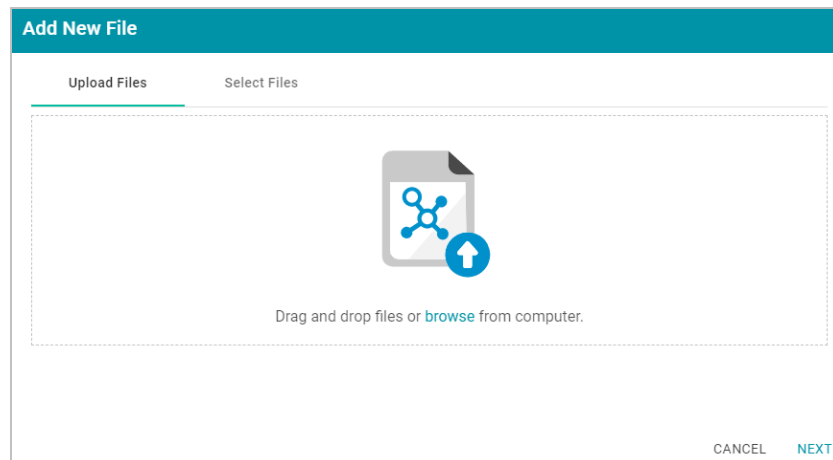 Add New File
Upload Files Select Files
Drag and drop files or browse from computer.
CANCEL NEXT